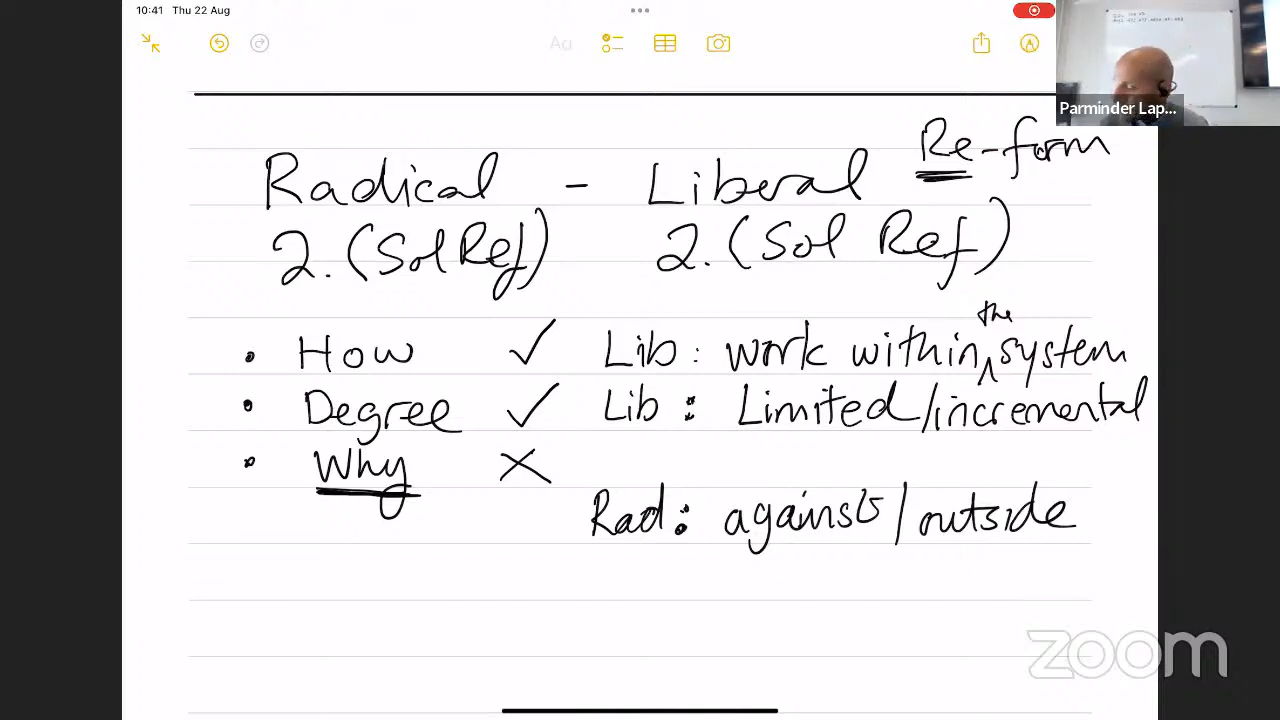 10:41 Thu 22 Aug
Aa
Parminder Lap...
Re-form
Radical - Liberal
2. (Sol Ref) 2. (Sol Ref)
• How ✓ Lib: work within the system
• Degree ✓ Lib: Limited/incremental
• Why ✗
Rad: against/outside
zoom